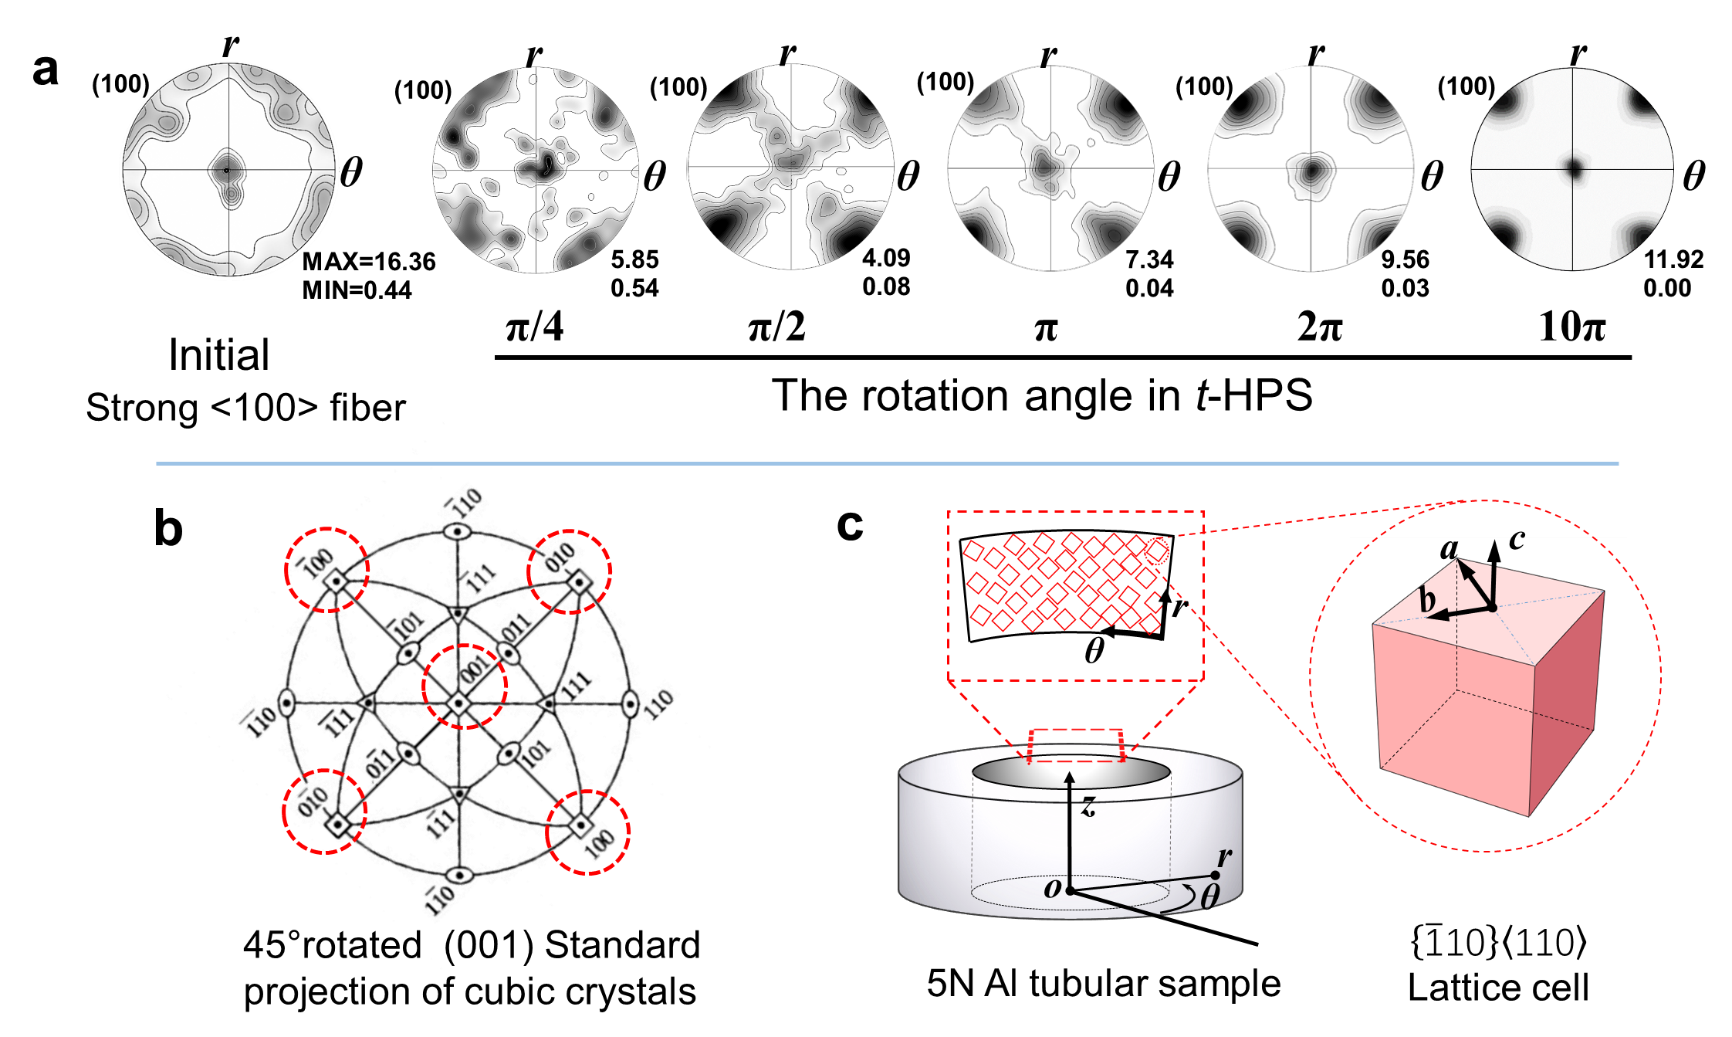 a
r
(100)
θ
MAX=16.36
MIN=0.44
r
(100)
θ
5.85
0.54
r
(100)
θ
4.09
0.08
r
(100)
θ
7.34
0.04
r
(100)
θ
9.56
0.03
r
(100)
θ
11.92
0.00
Initial
Strong <100> fiber
π/4 π/2 π 2π 10π
The rotation angle in t-HPS
b
1̅10
1̅00
010
1̅11
1̅01
011
001
1̅1̅0
1̅1̅1
111
110
01̅1
101
01̅0
11̅1
100
11̅0
45°rotated (001) Standard
projection of cubic crystals
c
r
θ
a
c
b
z
o
r
θ
5N Al tubular sample
{1̅10}⟨110⟩
Lattice cell